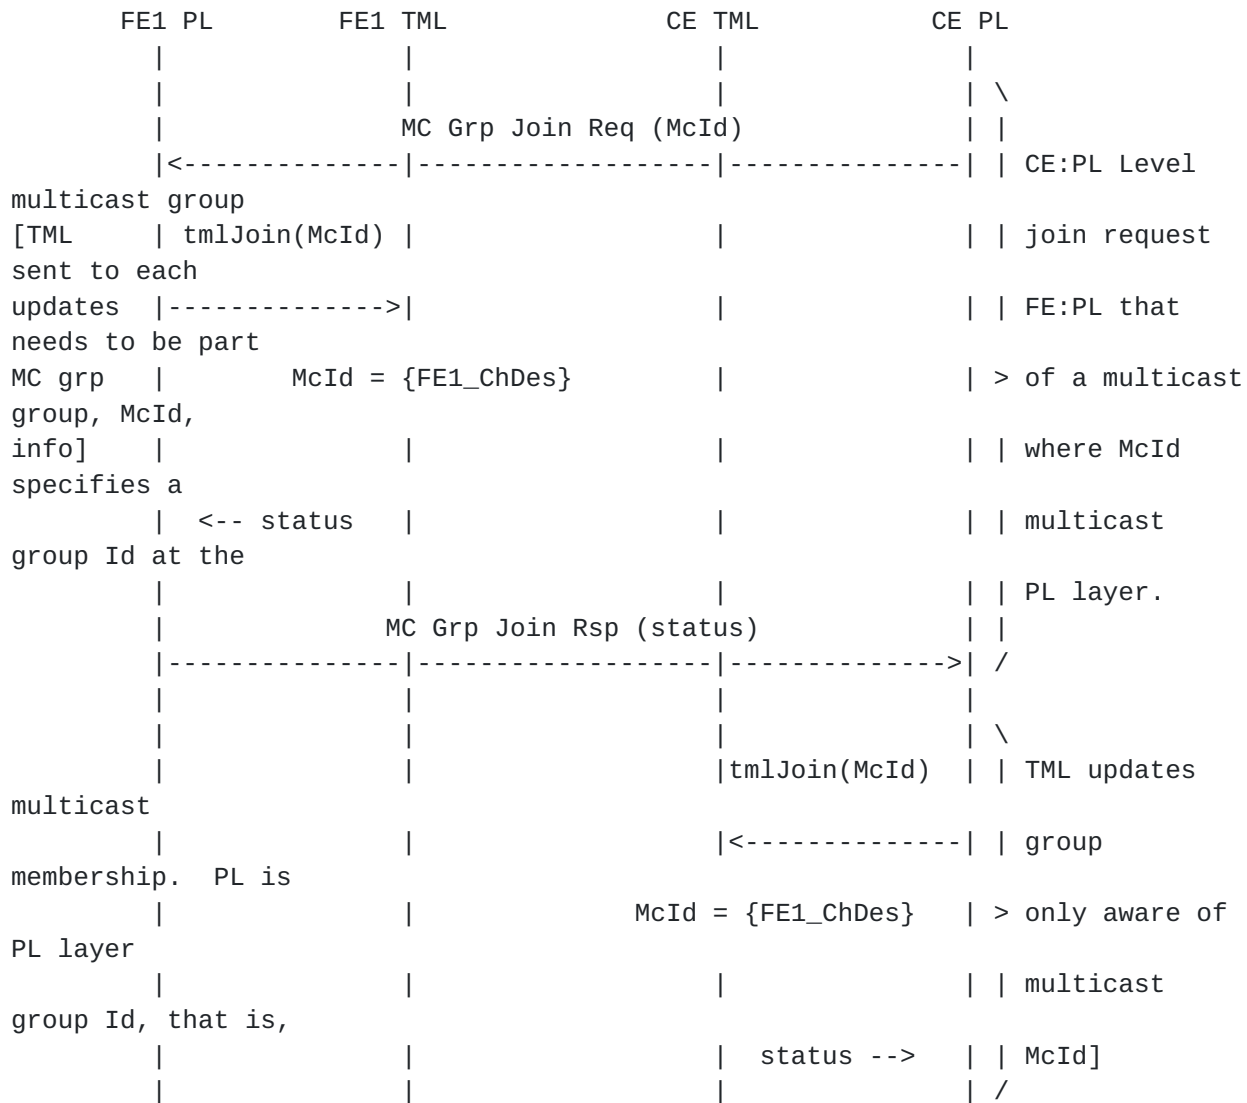 FE1 PL        FE1 TML              CE TML           CE PL
         |               |                   |               |
         |               |                   |               | \
         |               MC Grp Join Req (McId)              | |
         |<--------------|-------------------|---------------| | CE:PL Level
multicast group
[TML     | tmlJoin(McId) |                   |               | | join request
sent to each
updates  |-------------->|                   |               | | FE:PL that
needs to be part
MC grp   |        McId = {FE1_ChDes}         |               | > of a multicast
group, McId,
info]    |               |                   |               | | where McId
specifies a
         |  <-- status   |                   |               | | multicast
group Id at the
         |               |                   |               | | PL layer.
         |              MC Grp Join Rsp (status)             | |
         |---------------|-------------------|-------------->| /
         |               |                   |               |
         |               |                   |               | \
         |               |                   |tmlJoin(McId)  | | TML updates
multicast
         |               |                   |<--------------| | group
membership.  PL is
         |               |              McId = {FE1_ChDes}   | > only aware of
PL layer
         |               |                   |               | | multicast
group Id, that is,
         |               |                   |  status -->   | | McId]
         |               |                   |               | /